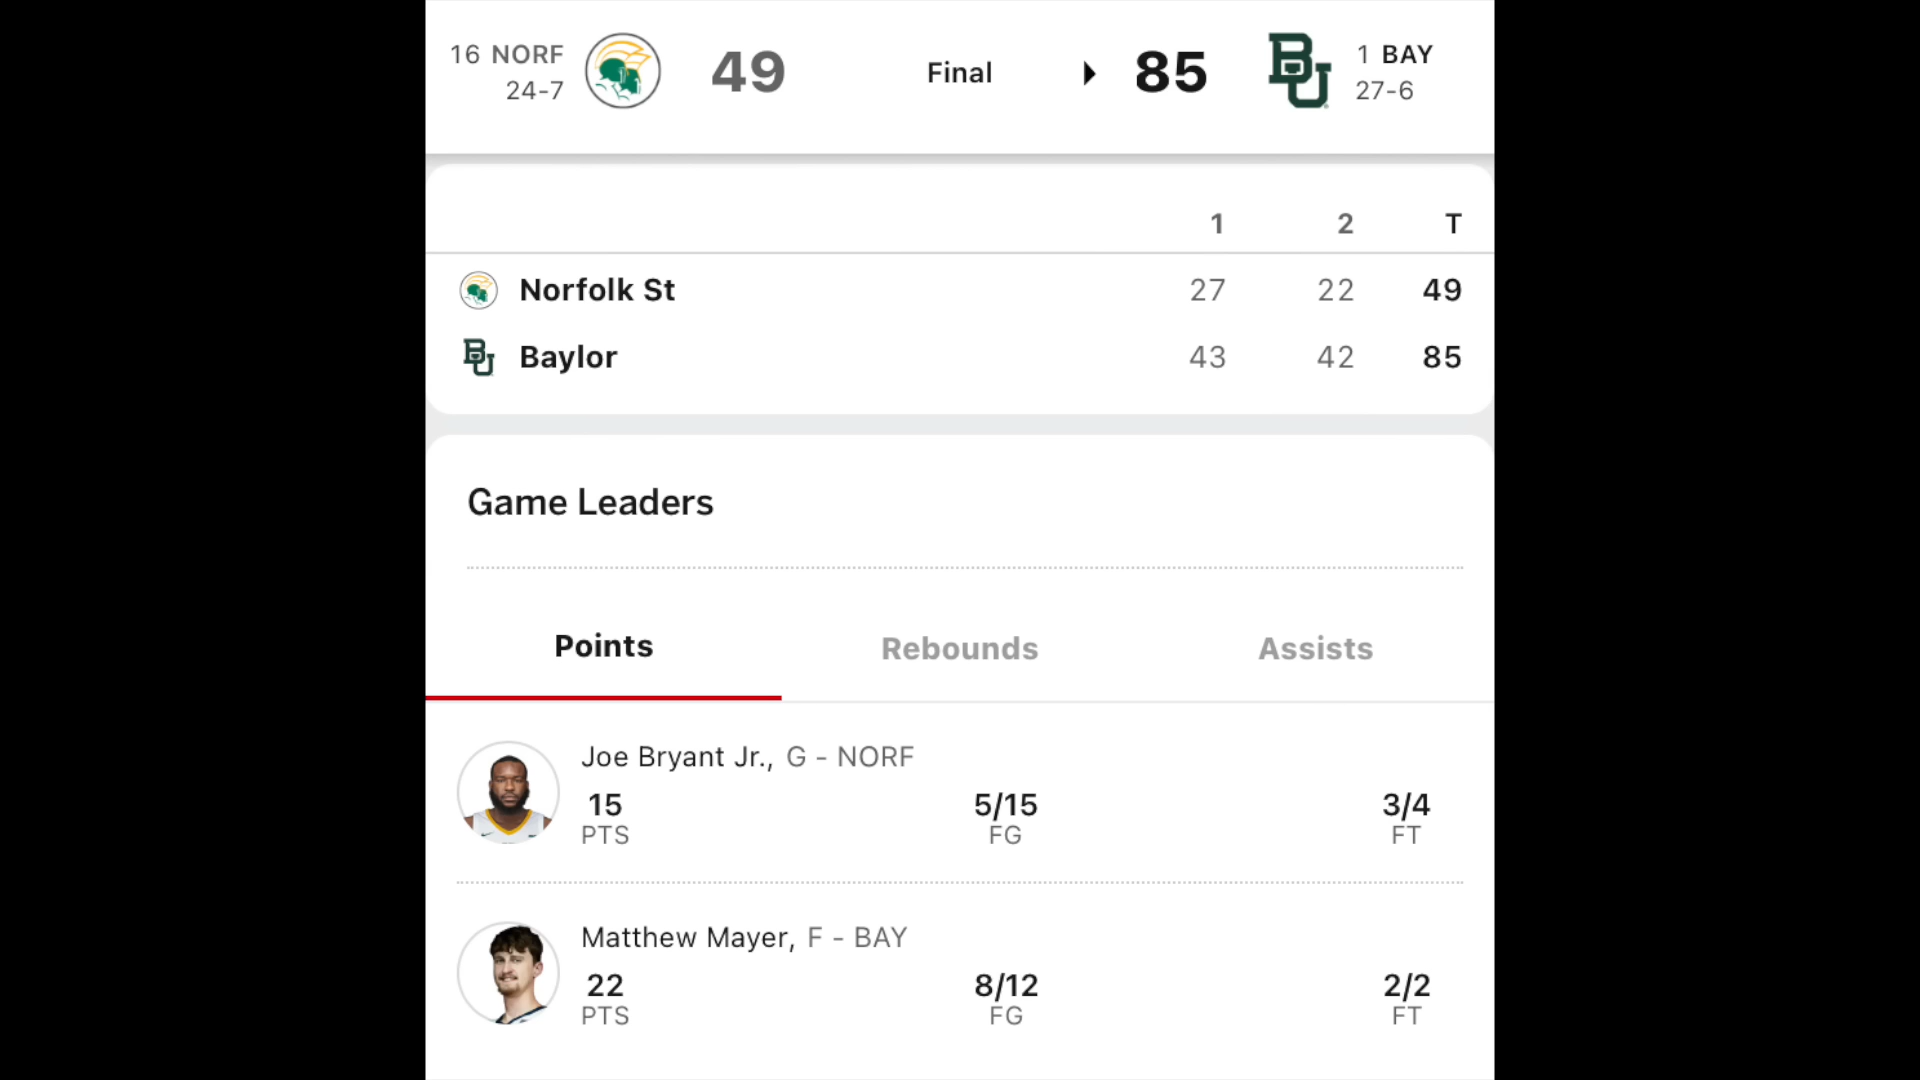 16 NORF 49 Final 85 1 BAY
24-7 27-6
1 2 T
Norfolk St 27 22 49
Baylor 43 42 85
Game Leaders
Points Rebounds Assists
Joe Bryant Jr., G - NORF
15 5/15 3/4
PTS FG FT
Matthew Mayer, F - BAY
22 8/12 2/2
PTS FG FT